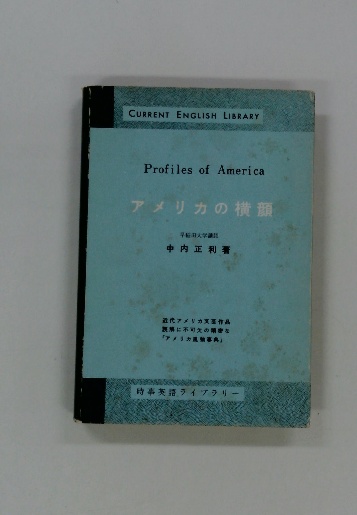 CURRENT ENGLISH LIBRARY
Profiles of America
アメリカの横顔
早稲田大学講師
中内正利著
近代アメリカ文芸作品
読解に不可欠の精密な
「アメリカ風物事典」
時事英語ライブラリー